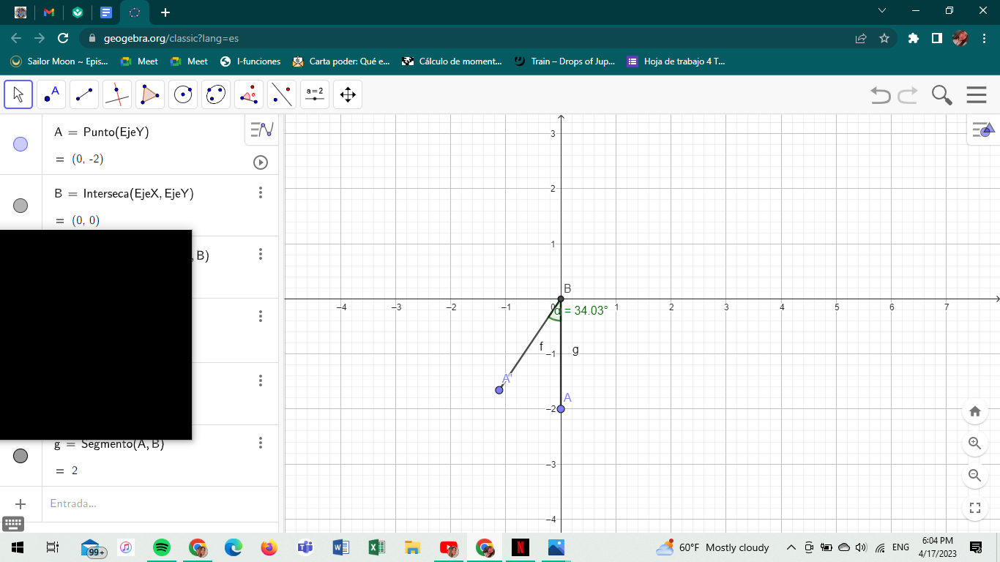 geogebra.org/classic?lang=es
Sailor Moon ~ Epis...
Meet
Meet
I-funciones
Carta poder: Qué e...
Cálculo de moment...
Train – Drops of Jup...
Hoja de trabajo 4 T...
A
a=2
A = Punto(EjeY)
= (0, -2)
B = Interseca(EjeX, EjeY)
= (0, 0)
, B)
g = Segmento(A, B)
= 2
Entrada...
3
2
1
B
–4 –3 –2 –1 0 1 2 3 4 5 6 7
α = 34.03°
f
–1
g
A'
A
–2
–3
–4
99+
60°F Mostly cloudy
ENG
6:04 PM
4/17/2023